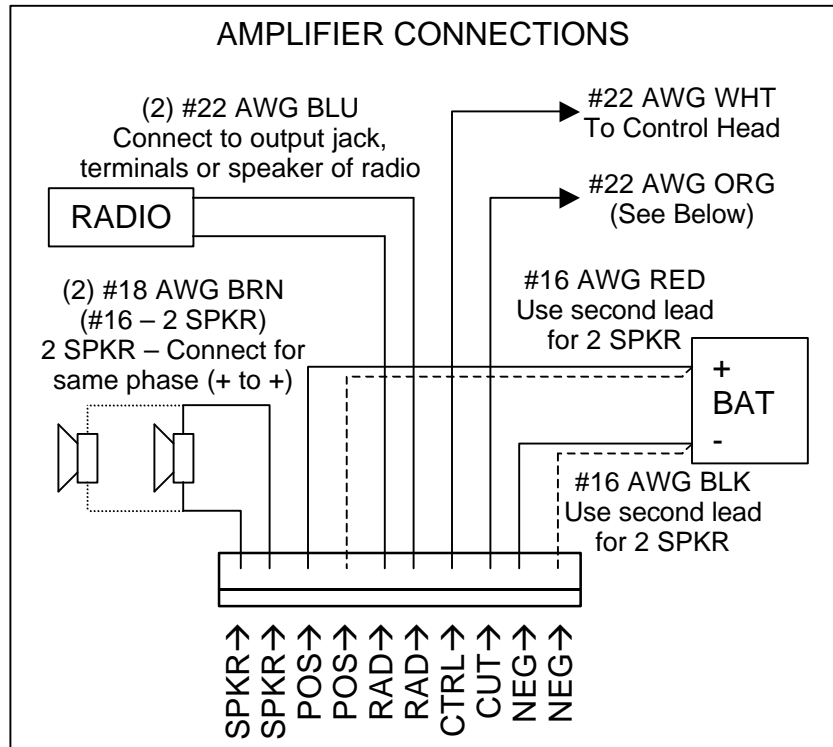 AMPLIFIER CONNECTIONS
(2) #22 AWG BLU
Connect to output jack,
terminals or speaker of radio
RADIO
#22 AWG WHT
To Control Head
#22 AWG ORG
(See Below)
(2) #18 AWG BRN
(#16 – 2 SPKR)
2 SPKR – Connect for
same phase (+ to +)
#16 AWG RED
Use second lead
for 2 SPKR
+
BAT
-
#16 AWG BLK
Use second lead
for 2 SPKR
SPKR→
SPKR→
POS→
POS→
RAD→
RAD→
CTRL→
CUT→
NEG→
NEG→